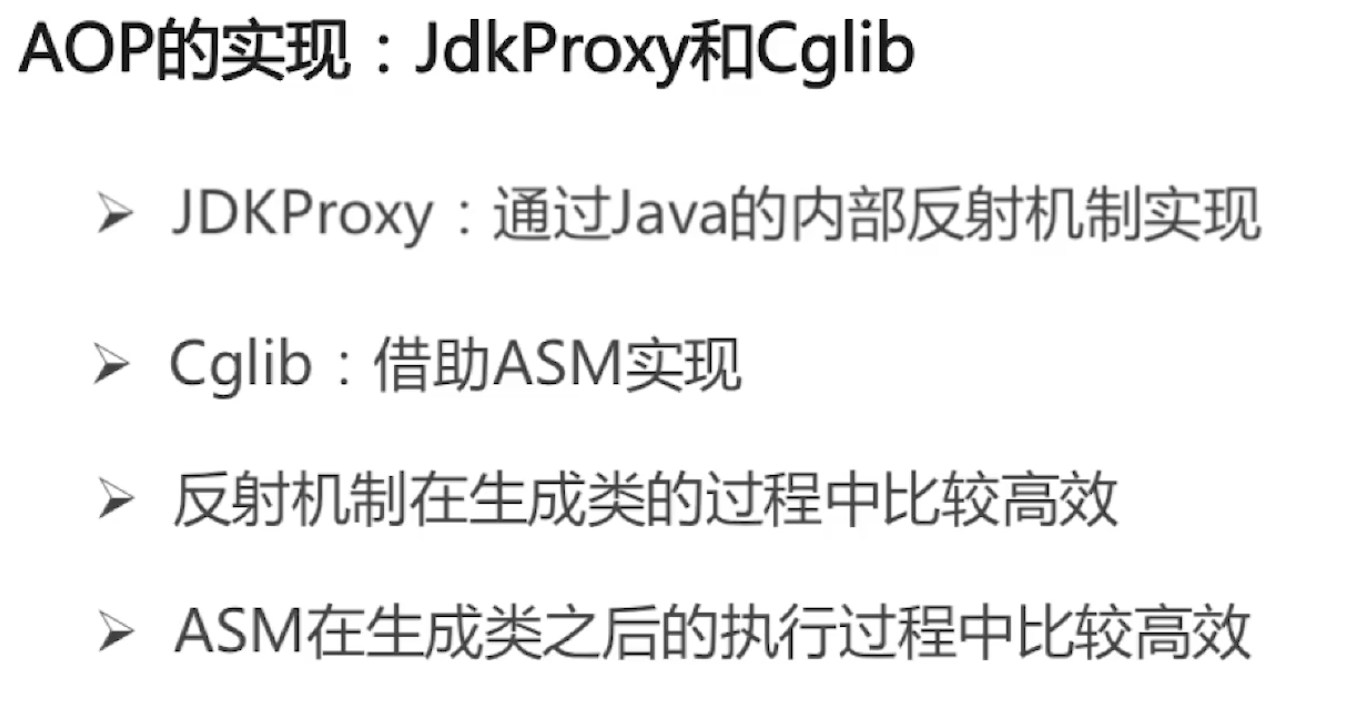 AOP的实现：JdkProxy和Cglib
JDKProxy：通过Java的内部反射机制实现
Cglib：借助ASM实现
反射机制在生成类的过程中比较高效
ASM在生成类之后的执行过程中比较高效